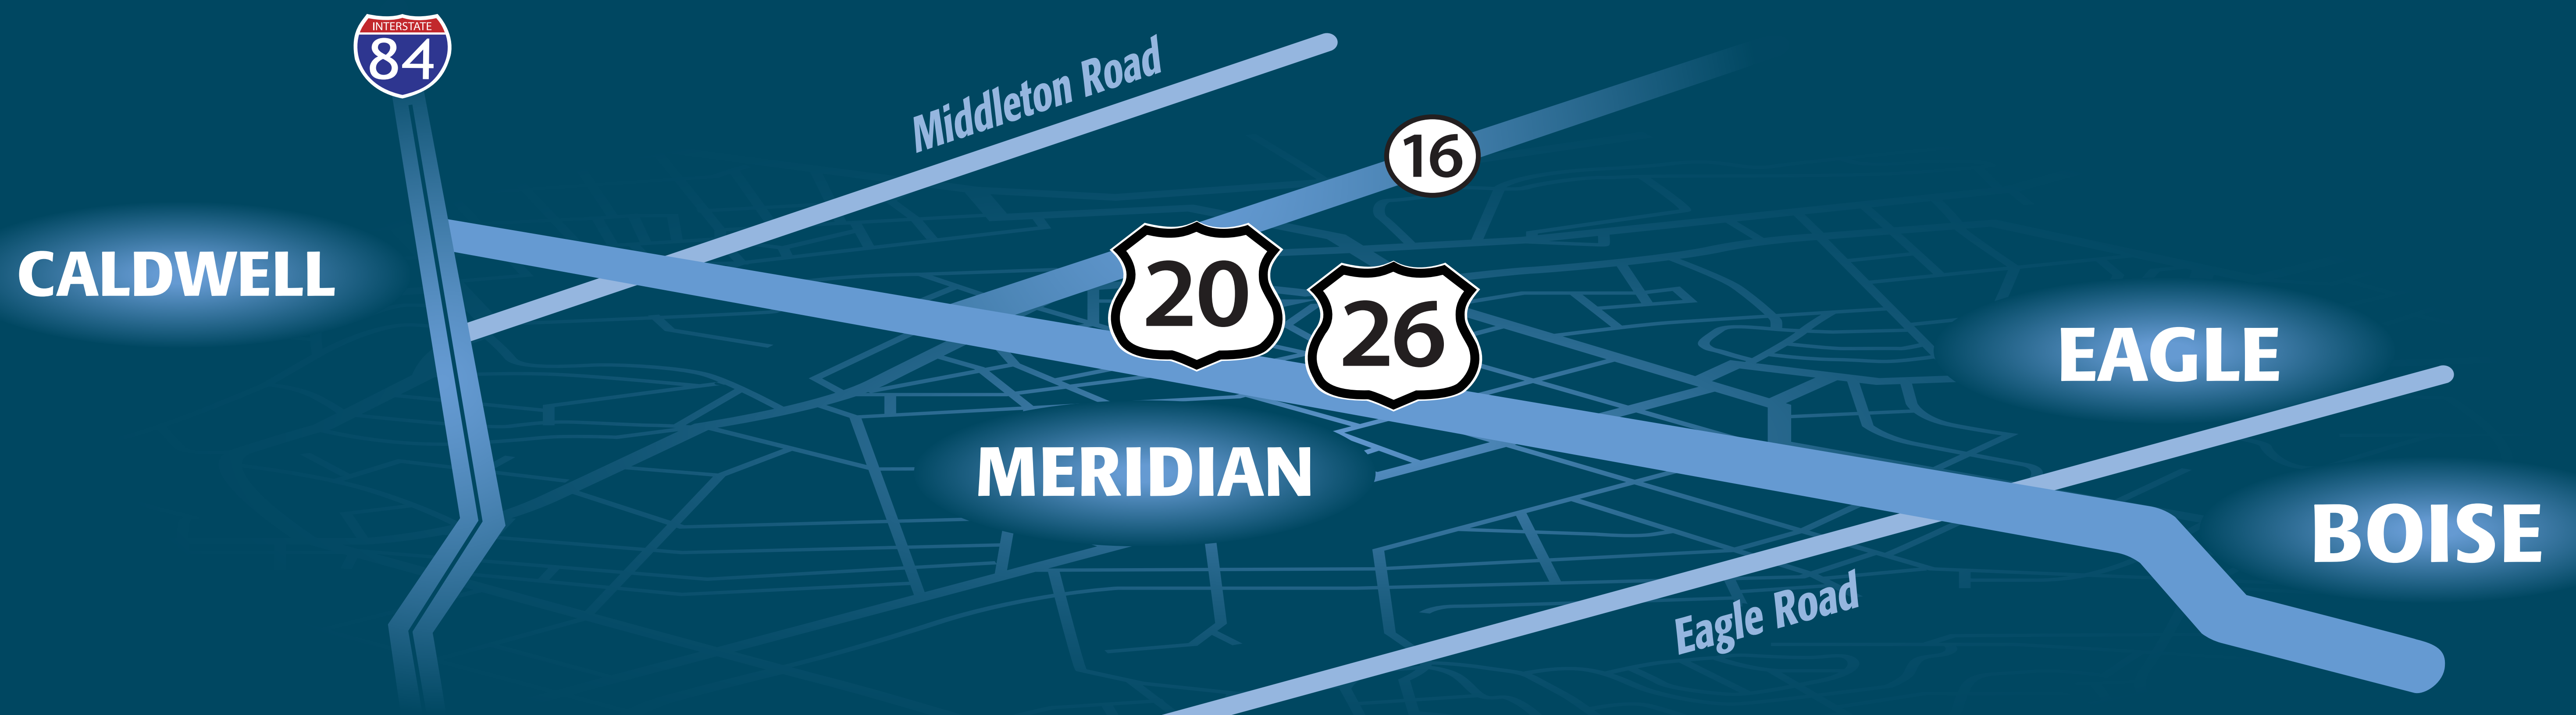 INTERSTATE
84
Middleton Road
16
CALDWELL
20
26
EAGLE
MERIDIAN
BOISE
Eagle Road